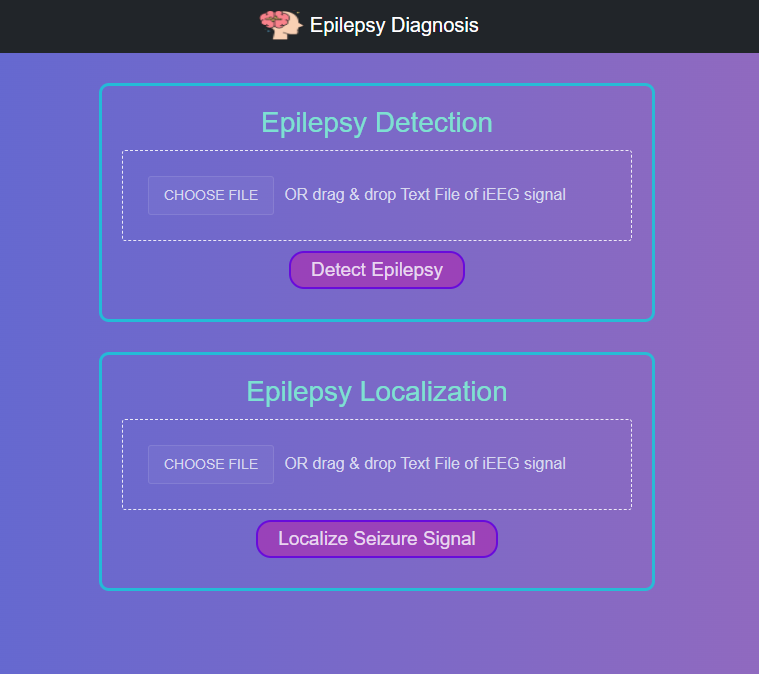 Epilepsy Diagnosis
Epilepsy Detection
CHOOSE FILE OR drag & drop Text File of iEEG signal
Detect Epilepsy
Epilepsy Localization
CHOOSE FILE OR drag & drop Text File of iEEG signal
Localize Seizure Signal